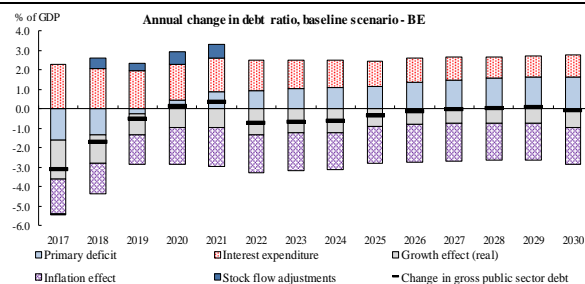 % of GDP
Annual change in debt ratio, baseline scenario - BE
4.0
3.0
2.0
1.0
0.0
-1.0
-2.0
-3.0
-4.0
-5.0
-6.0
2017 2018 2019 2020 2021 2022 2023 2024 2025 2026 2027 2028 2029 2030
Primary deficit Interest expenditure Growth effect (real)
Inflation effect Stock flow adjustments Change in gross public sector debt